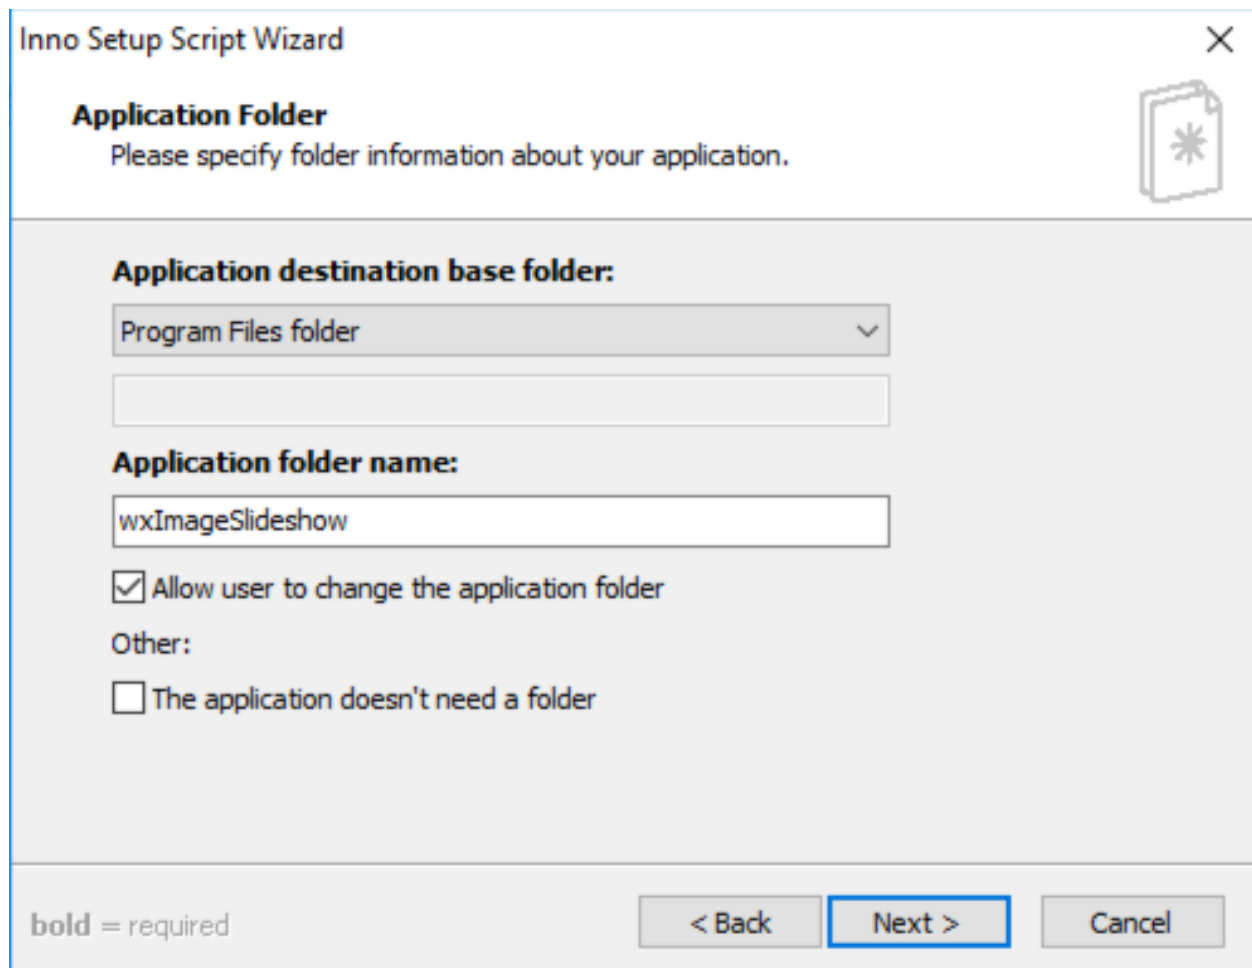 Inno Setup Script Wizard
Application Folder
Please specify folder information about your application.
Application destination base folder:
Program Files folder
Application folder name:
wxImageSlideshow
Allow user to change the application folder
Other:
The application doesn't need a folder
bold = required
< Back
Next >
Cancel